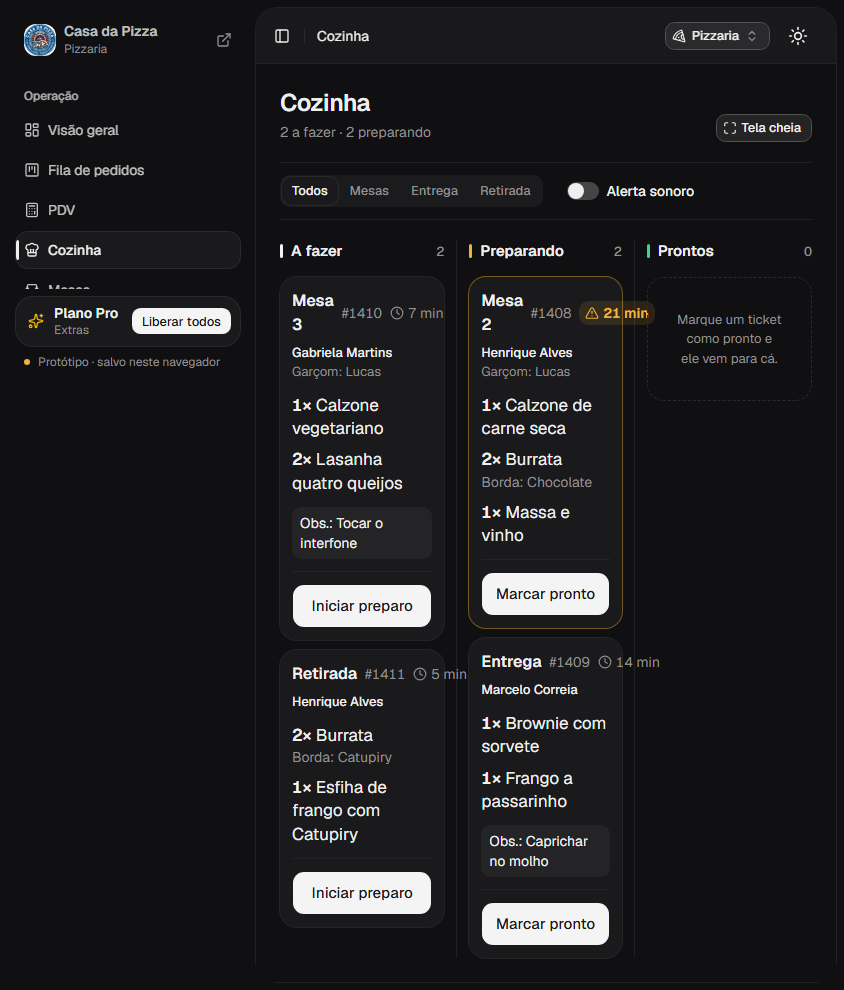 Casa da Pizza
Pizzaria
Operação
Visão geral
Fila de pedidos
PDV
Cozinha
Mesas
Plano Pro
Extras
Liberar todos
Protótipo · salvo neste navegador
Cozinha
Pizzaria
Cozinha
2 a fazer · 2 preparando
Tela cheia
Todos
Mesas
Entrega
Retirada
Alerta sonoro
A fazer 2
Mesa 3
#1410 7 min
Gabriela Martins
Garçom: Lucas
1× Calzone
vegetariano
2× Lasanha
quatro queijos
Obs.: Tocar o
interfone
Iniciar preparo
Retirada #1411 5 min
Henrique Alves
2× Burrata
Borda: Catupiry
1× Esfiha de
frango com
Catupiry
Iniciar preparo
Preparando 2
Mesa 2
#1408 21 min
Henrique Alves
Garçom: Lucas
1× Calzone de
carne seca
2× Burrata
Borda: Chocolate
1× Massa e
vinho
Marcar pronto
Entrega #1409 14 min
Marcelo Correia
1× Brownie com
sorvete
1× Frango a
passarinho
Obs.: Caprichar
no molho
Marcar pronto
Prontos 0
Marque um ticket
como pronto e
ele vem para cá.